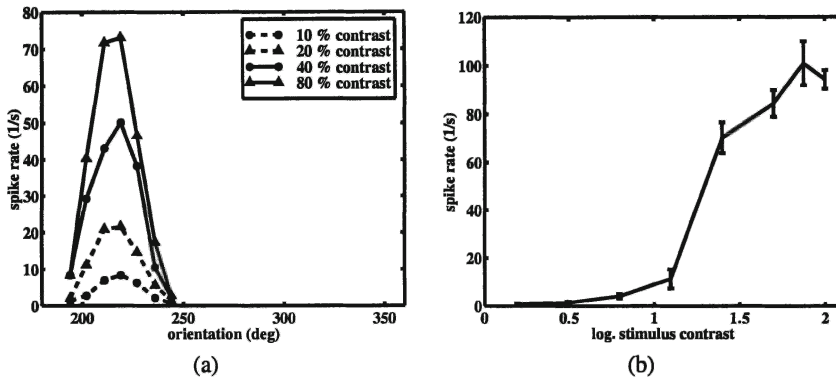 80
70
60
50
40
30
20
10
0
spike rate (1/s)
10 % contrast
20 % contrast
40 % contrast
80 % contrast
200
250
300
350
orientation (deg)
(a)
120
100
80
60
40
20
0
spike rate (1/s)
0
0.5
1
1.5
2
log. stimulus contrast
(b)